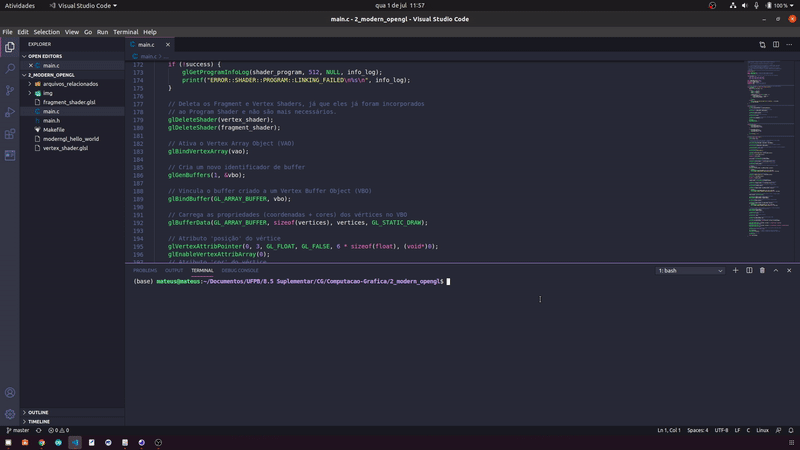 Atividades
Visual Studio Code
qua 1 de jul 11:57
100 %
main.c - 2_modern_opengl - Visual Studio Code
File Edit Selection View Go Run Terminal Help
EXPLORER
OPEN EDITORS
main.c
2_MODERN_OPENGL
arquivos_relacionados
img
fragment_shader.glsl
main.c
main.h
Makefile
moderngl_hello_world
vertex_shader.glsl
OUTLINE
TIMELINE
main.c
main.c
172 if (!success) {
173 glGetProgramInfoLog(shader_program, 512, NULL, info_log);
174 printf("ERROR::SHADER::PROGRAM::LINKING_FAILED\n%s\n", info_log);
175 }
176
177 // Deleta os Fragment e Vertex Shaders, já que eles já foram incorporados
178 // ao Program Shader e não são mais necessários.
179 glDeleteShader(vertex_shader);
180 glDeleteShader(fragment_shader);
181
182 // Ativa o Vertex Array Object (VAO)
183 glBindVertexArray(vao);
184
185 // Cria um novo identificador de buffer
186 glGenBuffers(1, &vbo);
187
188 // Vincula o buffer criado a um Vertex Buffer Object (VBO)
189 glBindBuffer(GL_ARRAY_BUFFER, vbo);
190
191 // Carrega as propriedades (coordenadas + cores) dos vértices no VBO
192 glBufferData(GL_ARRAY_BUFFER, sizeof(vertices), vertices, GL_STATIC_DRAW);
193
194 // Atributo 'posição' do vértice
195 glVertexAttribPointer(0, 3, GL_FLOAT, GL_FALSE, 6 * sizeof(float), (void*)0);
196 glEnableVertexAttribArray(0);
PROBLEMS OUTPUT TERMINAL DEBUG CONSOLE
1: bash
(base) mateus@mateus:~/Documentos/UFPB/8.5 Suplementar/CG/Computacao-Grafica/2_modern_opengl$
master 0 0
Ln 1, Col 1 Spaces: 4 UTF-8 LF C Linux